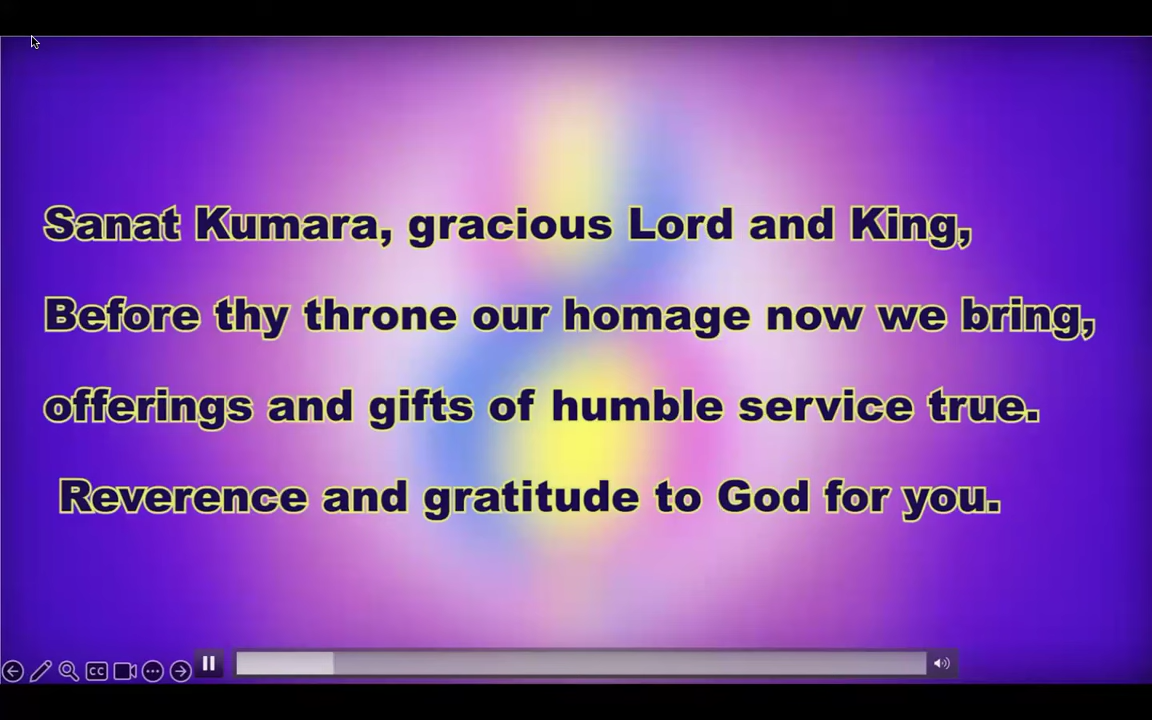 Sanat Kumara, gracious Lord and King,
Before thy throne our homage now we bring,
offerings and gifts of humble service true.
Reverence and gratitude to God for you.
CC